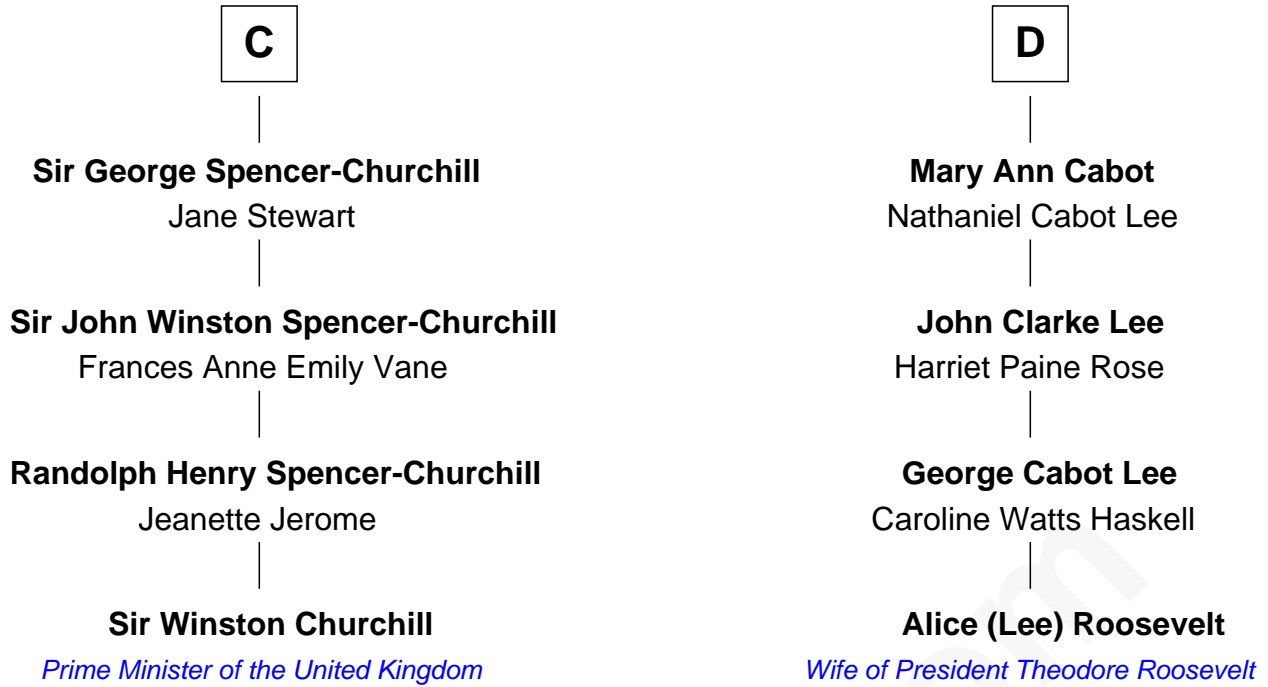 C
Sir George Spencer-Churchill
Jane Stewart
Sir John Winston Spencer-Churchill
Frances Anne Emily Vane
Randolph Henry Spencer-Churchill
Jeanette Jerome
Sir Winston Churchill
Prime Minister of the United Kingdom
D
Mary Ann Cabot
Nathaniel Cabot Lee
John Clarke Lee
Harriet Paine Rose
George Cabot Lee
Caroline Watts Haskell
Alice (Lee) Roosevelt
Wife of President Theodore Roosevelt